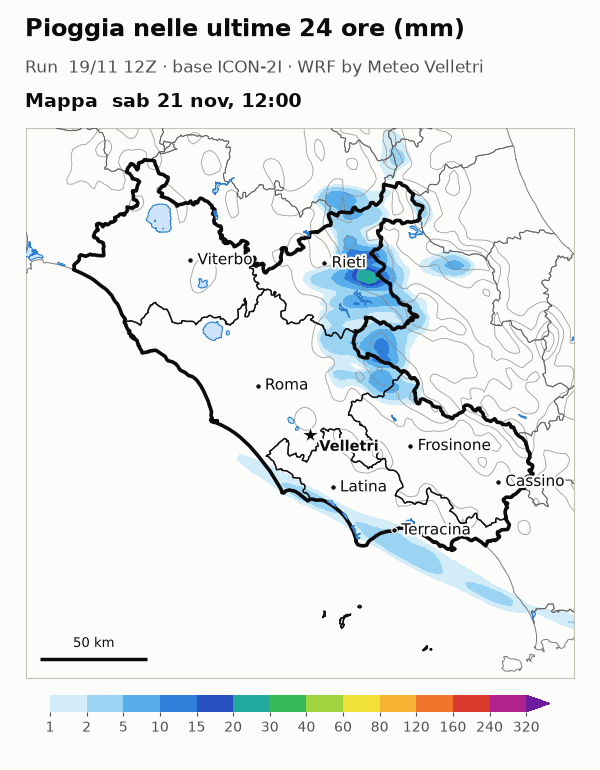 Pioggia nelle ultime 24 ore (mm)
Run  19/11 12Z · base ICON-2I · WRF by Meteo Velletri
Mappa  sab 21 nov, 12:00
Viterbo
Rieti
Roma
Velletri
Frosinone
Latina
Cassino
Terracina
50 km
1 2 5 10 15 20 30 40 60 80 120 160 240 320